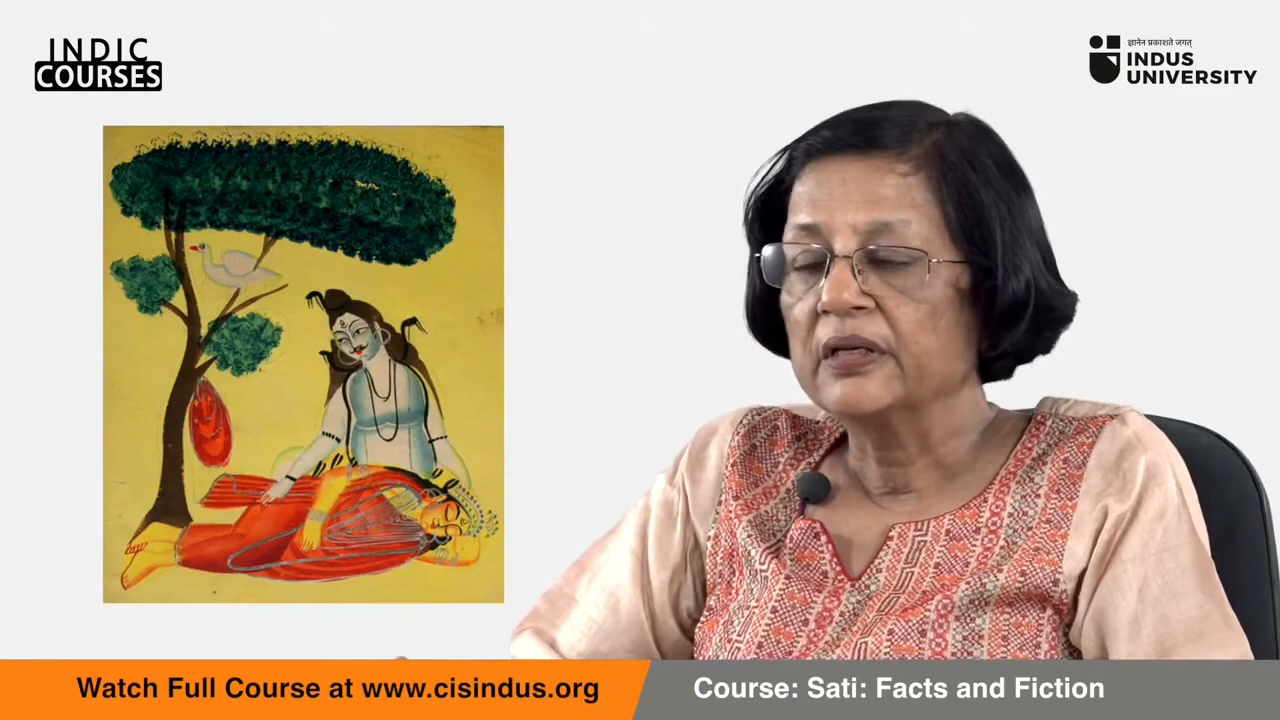 INDIC
COURSES
ज्ञानेन प्रकाशते जगत्
INDUS
UNIVERSITY
Watch Full Course at www.cisindus.org
Course: Sati: Facts and Fiction